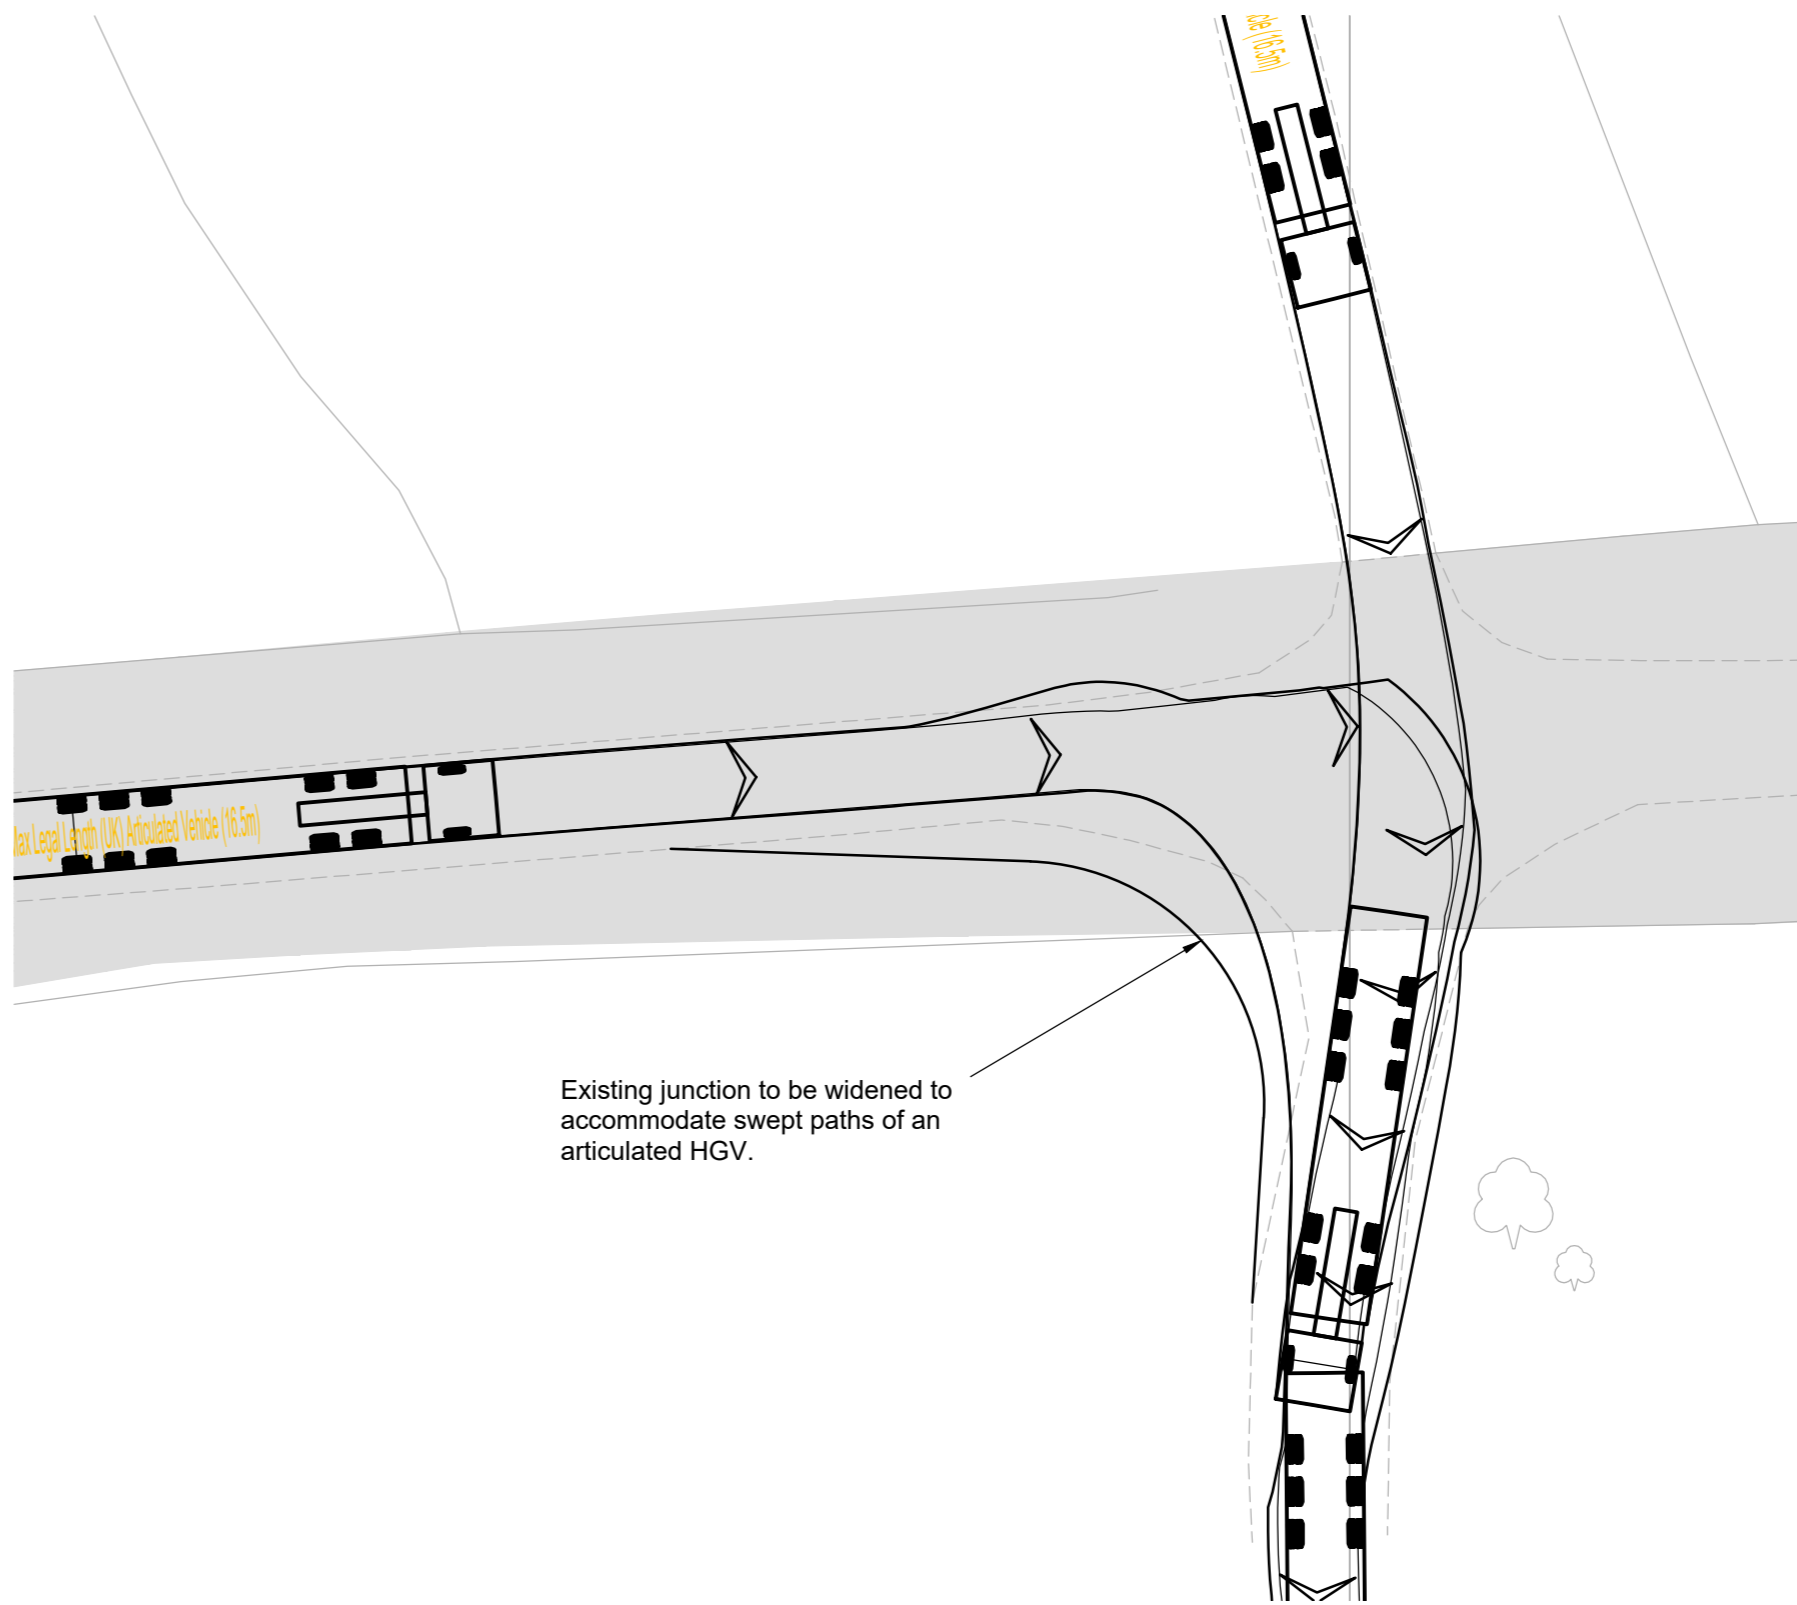 (16.5m)
Legal Length (UK) Articulated Vehicle (16.5m)
Existing junction to be widened to
accommodate swept paths of an
articulated HGV.